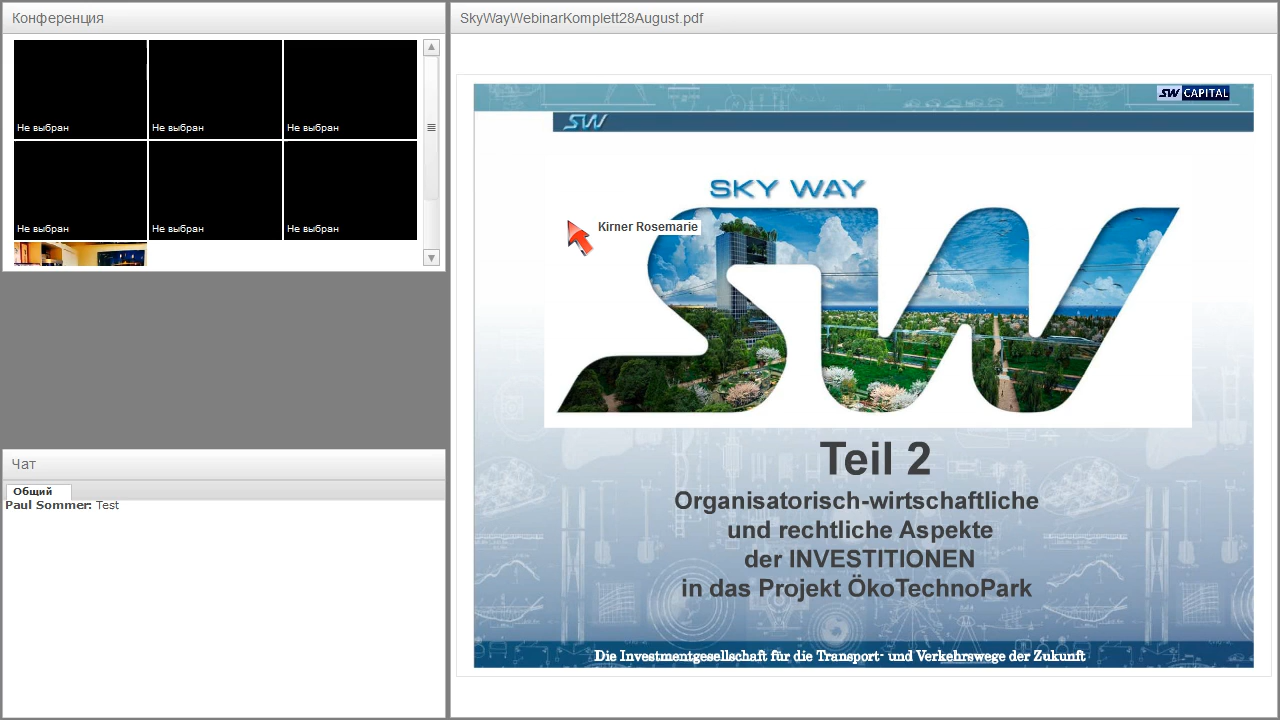 Конференция
Не выбран
Не выбран
Не выбран
Не выбран
Не выбран
Не выбран
Чат
Общий
Paul Sommer: Test
SkyWayWebinarKomplett28August.pdf
SW CAPITAL
SW
SKY WAY
Kirner Rosemarie
SW
Teil 2
Organisatorisch-wirtschaftliche
und rechtliche Aspekte
der INVESTITIONEN
in das Projekt ÖkoTechnoPark
Die Investmentgesellschaft für die Transport- und Verkehrswege der Zukunft